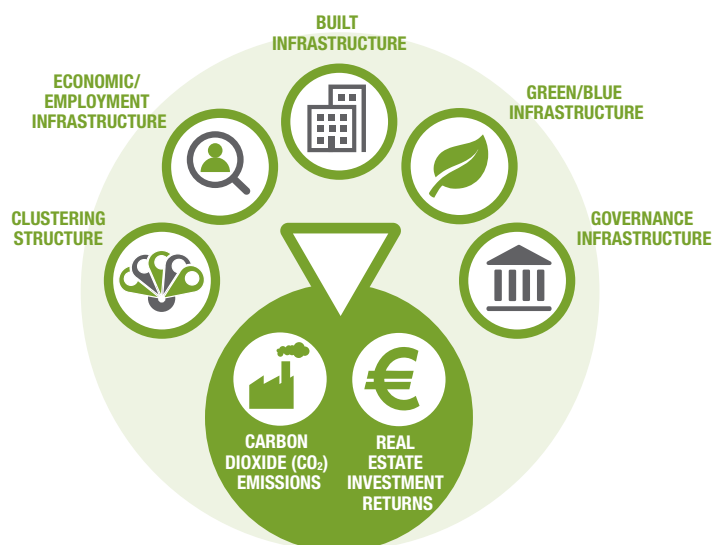 BUILT
INFRASTRUCTURE
ECONOMIC/
EMPLOYMENT
INFRASTRUCTURE
GREEN/BLUE
INFRASTRUCTURE
CLUSTERING
STRUCTURE
GOVERNANCE
INFRASTRUCTURE
CARBON
DIOXIDE (CO₂)
EMISSIONS
€
REAL
ESTATE
INVESTMENT
RETURNS